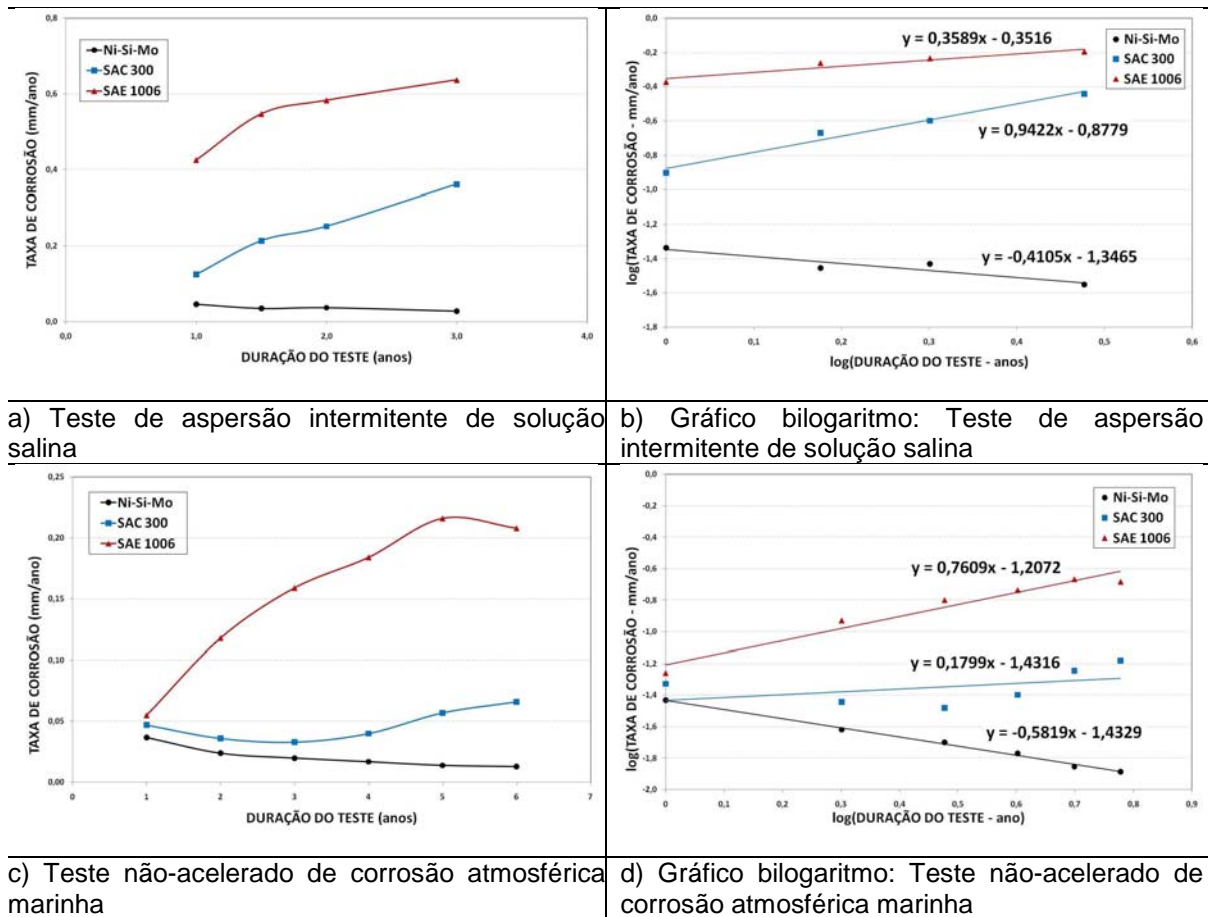 TAXA DE CORROSÃO (mm/ano)
0,8
0,6
0,4
0,2
0,0
Ni-Si-Mo
SAC 300
SAE 1006
0,0 1,0 2,0 3,0 4,0
DURAÇÃO DO TESTE (anos)
log(TAXA DE CORROSÃO - mm/ano)
0,0
-0,2
-0,4
-0,6
-0,8
-1,0
-1,2
-1,4
-1,6
-1,8
y = 0,3589x - 0,3516
Ni-Si-Mo
SAC 300
SAE 1006
y = 0,9422x - 0,8779
y = -0,4105x - 1,3465
0 0,1 0,2 0,3 0,4 0,5 0,6
log(DURAÇÃO DO TESTE - anos)
a) Teste de aspersão intermitente de solução
salina
b) Gráfico bilogaritmo: Teste de aspersão
intermitente de solução salina
TAXA DE CORROSÃO (mm/ano)
0,25
0,20
0,15
0,10
0,05
0,00
Ni-Si-Mo
SAC 300
SAE 1006
0 1 2 3 4 5 6 7
DURAÇÃO DO TESTE (anos)
log(TAXA DE CORROSÃO - mm/ano)
0,0
-0,2
-0,4
-0,6
-0,8
-1,0
-1,2
-1,4
-1,6
-1,8
-2,0
Ni-Si-Mo
SAC 300
SAE 1006
y = 0,7609x - 1,2072
y = 0,1799x - 1,4316
y = -0,5819x - 1,4329
0 0,1 0,2 0,3 0,4 0,5 0,6 0,7 0,8 0,9
log(DURAÇÃO DO TESTE - ano)
c) Teste não-acelerado de corrosão atmosférica
marinha
d) Gráfico bilogaritmo: Teste não-acelerado de
corrosão atmosférica marinha